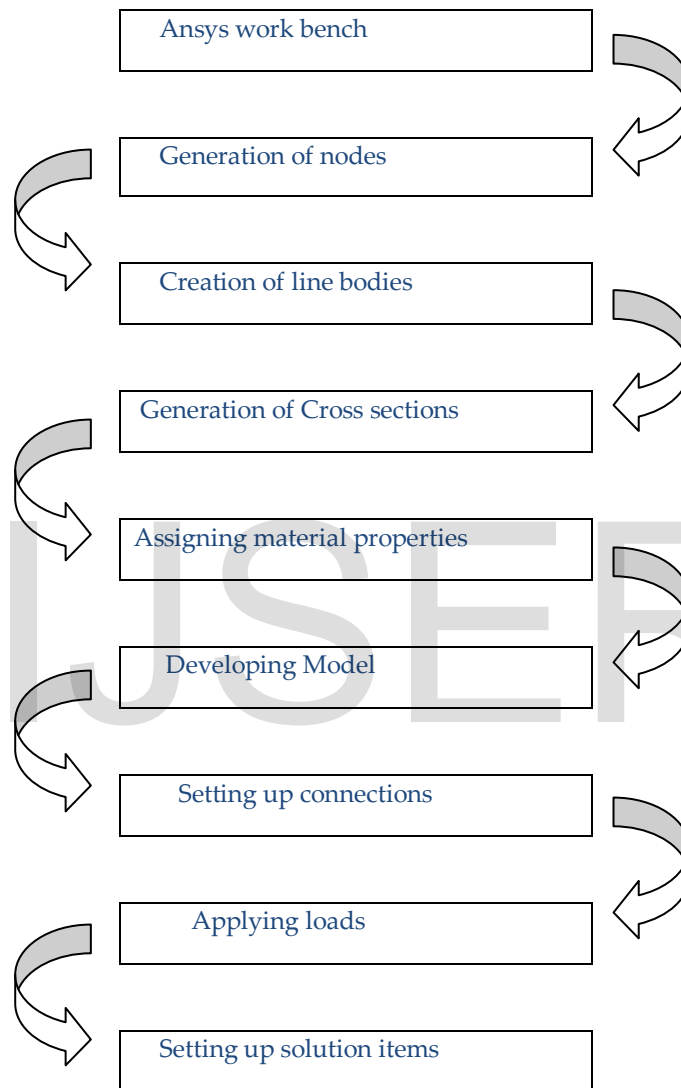 Ansys work bench
Generation of nodes
Creation of line bodies
Generation of Cross sections
Assigning material properties
IJSER
Developing Model
Setting up connections
Applying loads
Setting up solution items